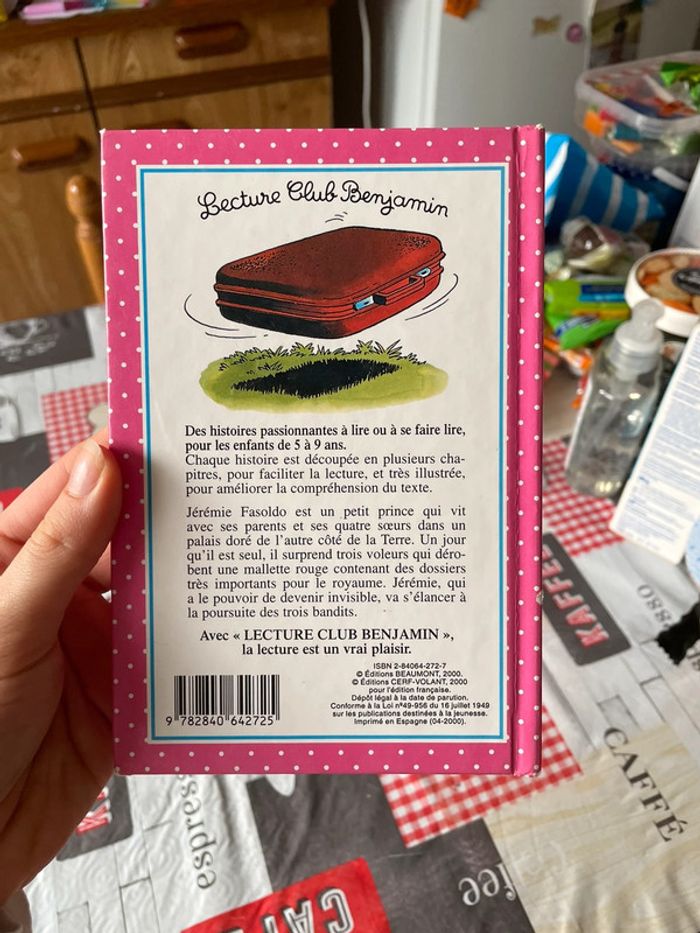 Lecture Club Benjamin
Des histoires passionnantes à lire ou à se faire lire,
pour les enfants de 5 à 9 ans.
Chaque histoire est découpée en plusieurs cha-
pitres, pour faciliter la lecture, et très illustrée,
pour améliorer la compréhension du texte.
Jérémie Fasoldo est un petit prince qui vit
avec ses parents et ses quatre sœurs dans un
palais doré de l'autre côté de la Terre. Un jour
qu'il est seul, il surprend trois voleurs qui déro-
bent une mallette rouge contenant des dossiers
très importants pour le royaume. Jérémie, qui
a le pouvoir de devenir invisible, va s'élancer à
la poursuite des trois bandits.
Avec « LECTURE CLUB BENJAMIN »,
la lecture est un vrai plaisir.
ISBN 2-84064-272-7
© Éditions BEAUMONT, 2000.
© Éditions CERF-VOLANT, 2000
pour l'édition française.
Dépôt légal à la date de parution.
Conforme à la Loi n°49-956 du 16 juillet 1949
sur les publications destinées à la jeunesse.
Imprimé en Espagne (04-2000).
9 782840 642725
KAFFEE
CAFFÉ
espress
ffee
CAF